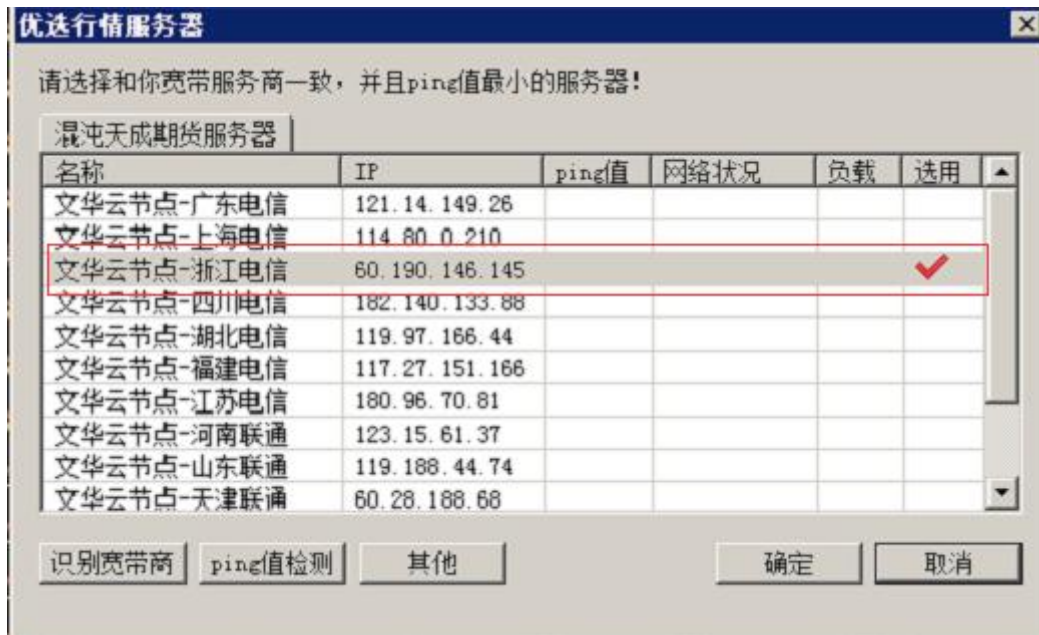 优选行情服务器
请选择和你宽带服务商一致，并且ping值最小的服务器！
混沌天成期货服务器
名称 IP ping值 网络状况 负载 选用
文华云节点-广东电信 121.14.149.26
文华云节点-上海电信 114.80.0.210
文华云节点-浙江电信 60.190.146.145
文华云节点-四川电信 182.140.133.88
文华云节点-湖北电信 119.97.166.44
文华云节点-福建电信 117.27.151.166
文华云节点-江苏电信 180.96.70.81
文华云节点-河南联通 123.15.61.37
文华云节点-山东联通 119.188.44.74
文华云节点-天津联通 60.28.188.68
识别宽带商 ping值检测 其他 确定 取消